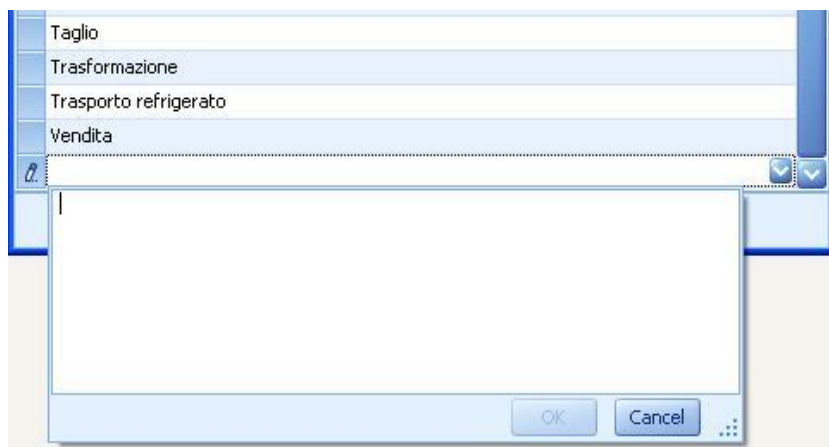 Taglio
Trasformazione
Trasporto refrigerato
Vendita
OK Cancel